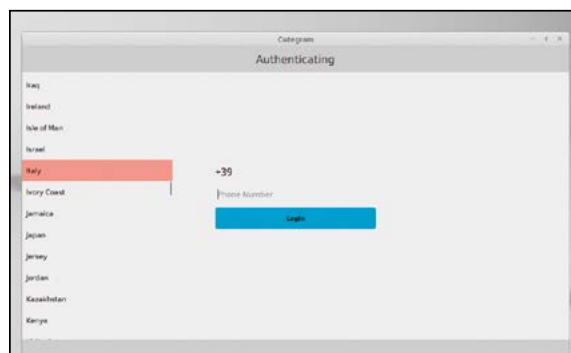 Cutegram
Authenticating
Iraq
Ireland
Isle of Man
Israel
Italy
Ivory Coast
Jamaica
Japan
Jersey
Jordan
Kazakhstan
Kenya
+39
Phone Number
Login